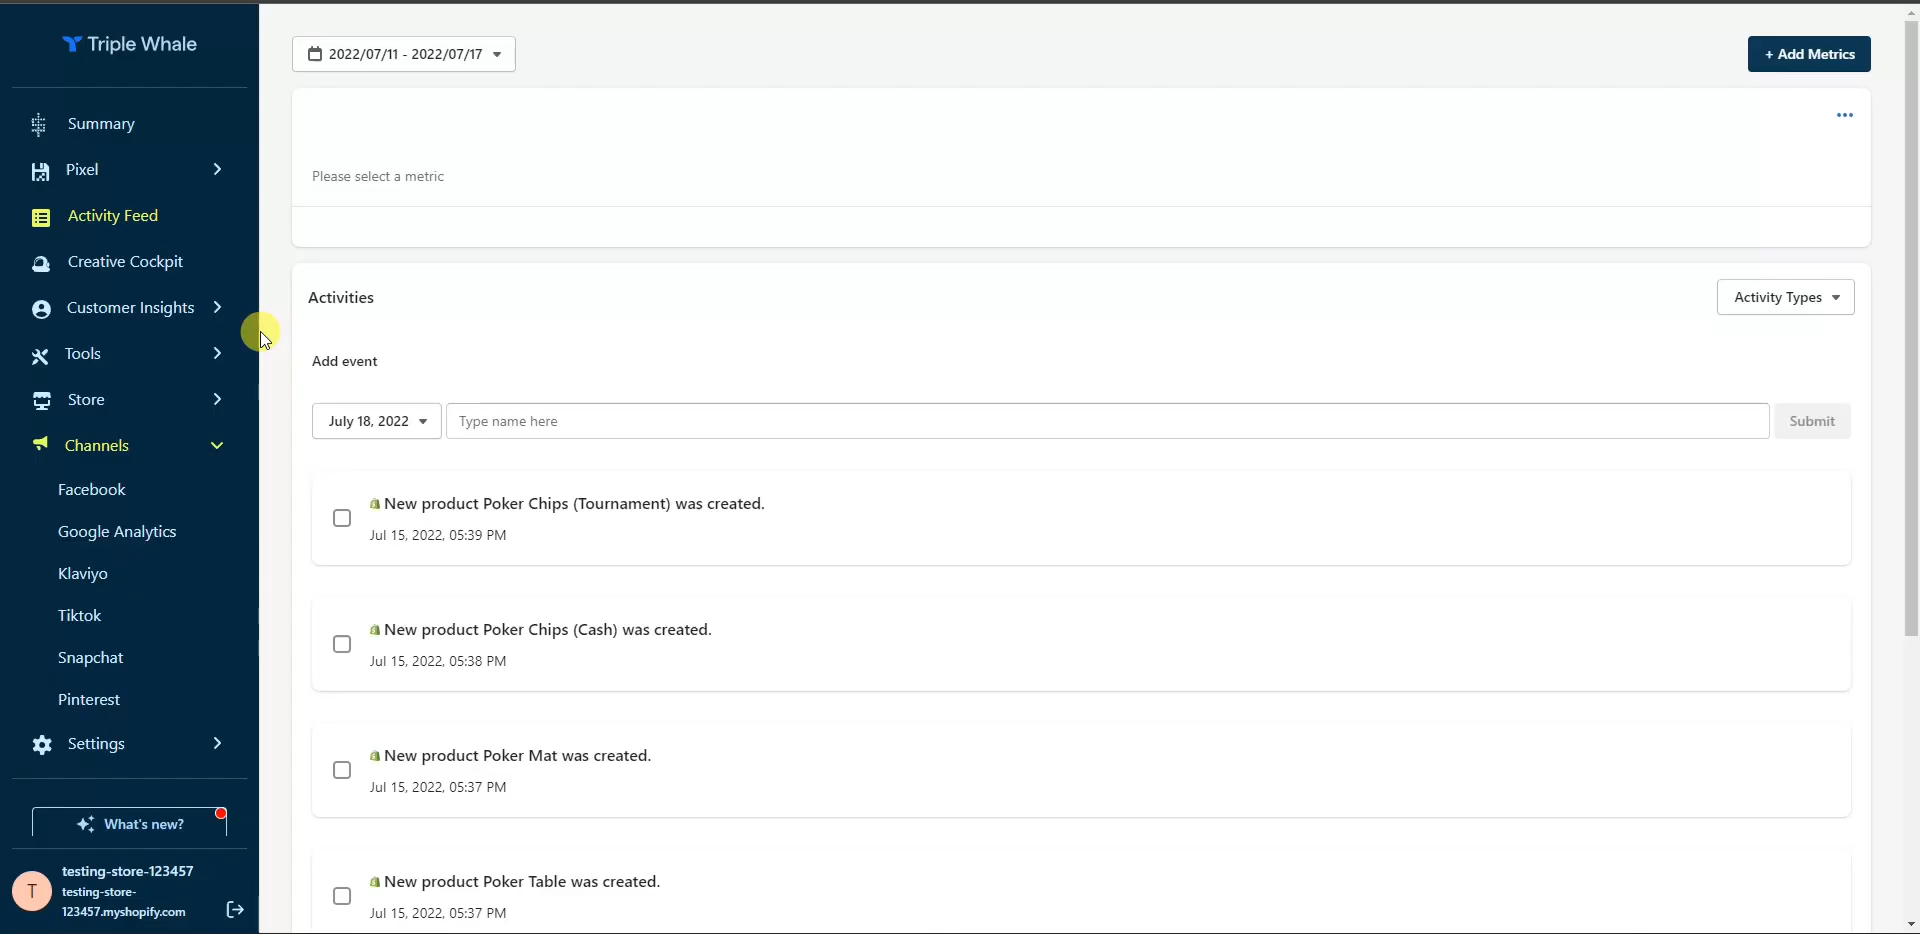 Triple Whale
Summary
Pixel
Activity Feed
Creative Cockpit
Customer Insights
Tools
Store
Channels
Facebook
Google Analytics
Klaviyo
Tiktok
Snapchat
Pinterest
Settings
What's new?
T
testing-store-123457
testing-store-
123457.myshopify.com
2022/07/11 - 2022/07/17
+ Add Metrics
Please select a metric
Activities
Activity Types
Add event
July 18, 2022
Type name here
Submit
New product Poker Chips (Tournament) was created.
Jul 15, 2022, 05:39 PM
New product Poker Chips (Cash) was created.
Jul 15, 2022, 05:38 PM
New product Poker Mat was created.
Jul 15, 2022, 05:37 PM
New product Poker Table was created.
Jul 15, 2022, 05:37 PM